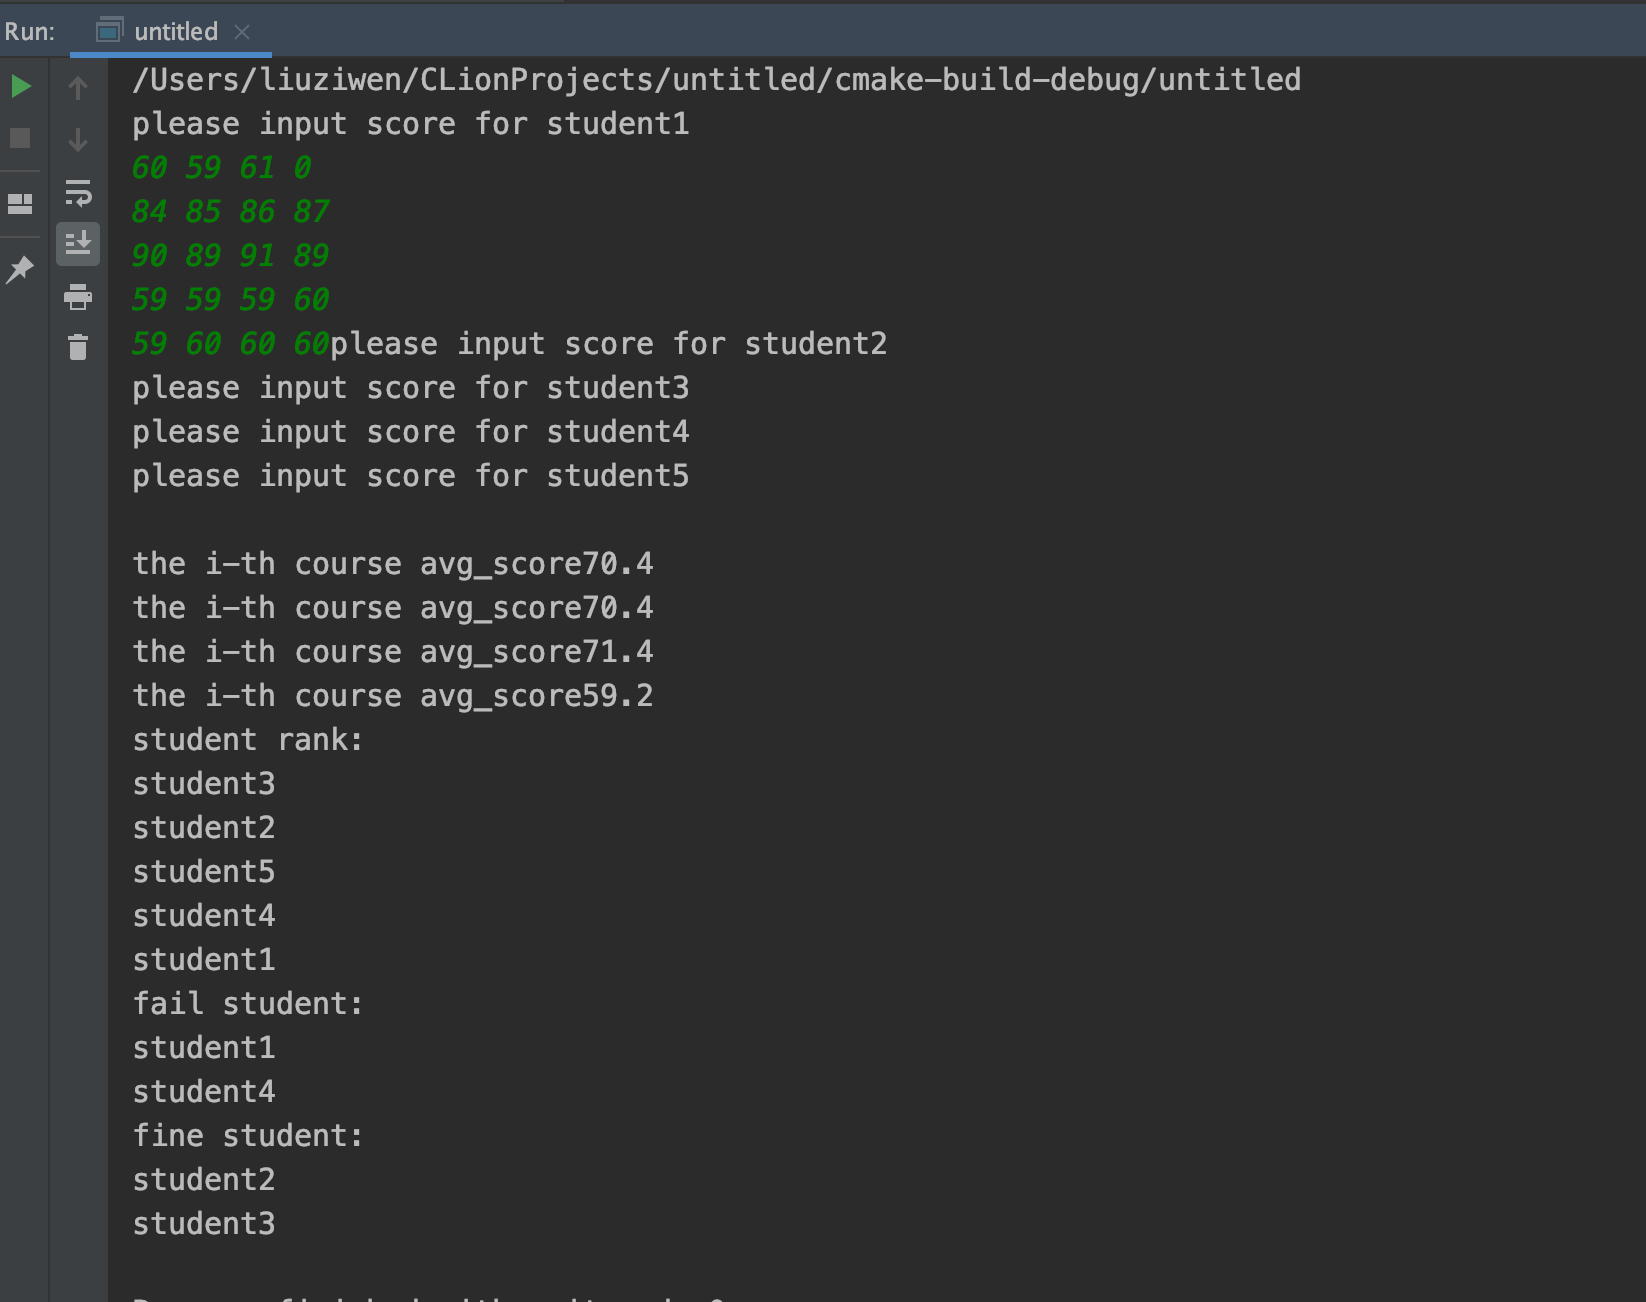 Run: untitled
/Users/liuziwen/CLionProjects/untitled/cmake-build-debug/untitled
please input score for student1
60 59 61 0
84 85 86 87
90 89 91 89
59 59 59 60
59 60 60 60please input score for student2
please input score for student3
please input score for student4
please input score for student5
the i-th course avg_score70.4
the i-th course avg_score70.4
the i-th course avg_score71.4
the i-th course avg_score59.2
student rank:
student3
student2
student5
student4
student1
fail student:
student1
student4
fine student:
student2
student3